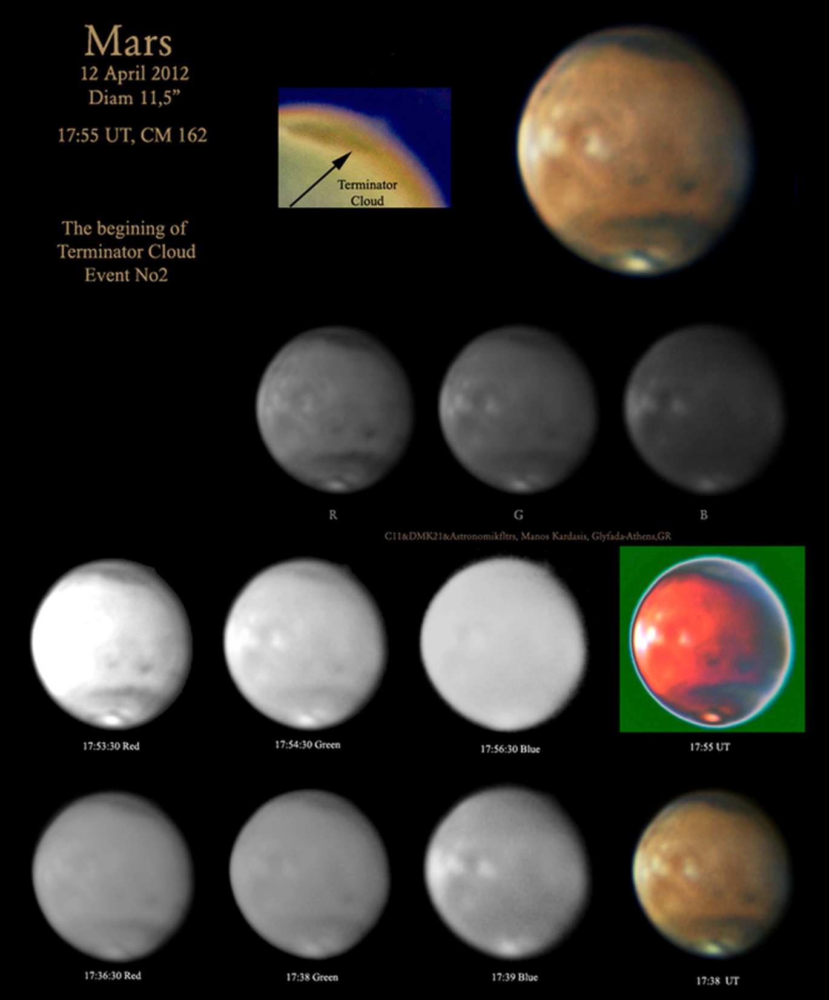 Mars
12 April 2012
Diam 11,5”
17:55 UT, CM 162
Terminator
Cloud
The begining of
Terminator Cloud
Event No2
R G B
C11&DMK21&Astronomikfltrs, Manos Kardasis, Glyfada-Athens,GR
17:53:30 Red 17:54:30 Green 17:56:30 Blue 17:55 UT
17:36:30 Red 17:38 Green 17:39 Blue 17:38 UT